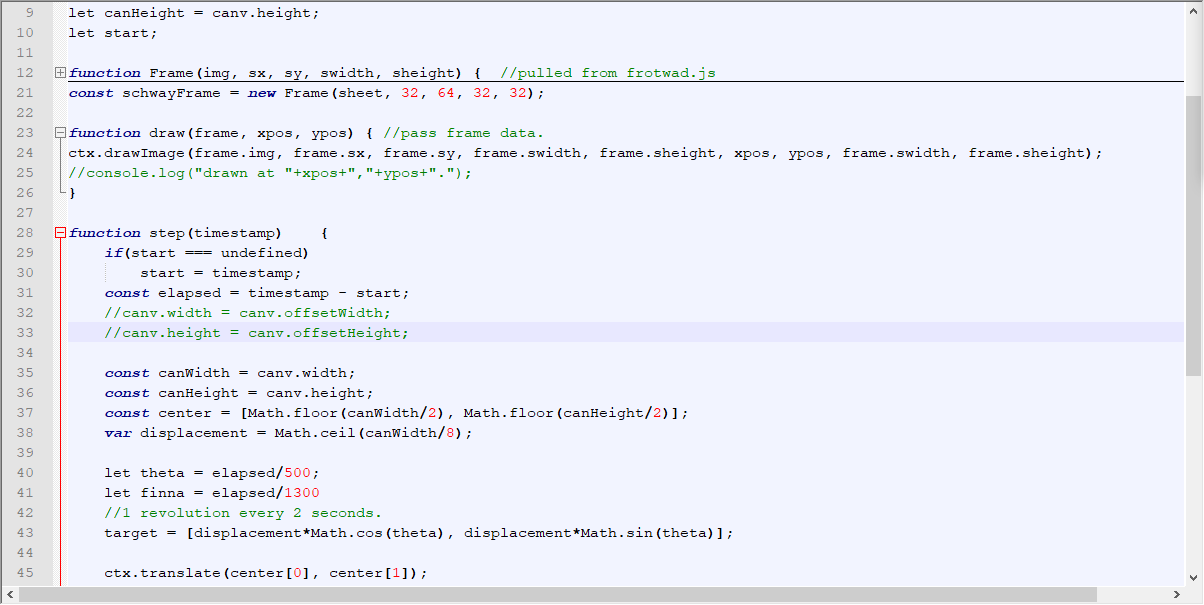 9 let canHeight = canv.height;
10 let start;
11
12 function Frame(img, sx, sy, swidth, sheight) {  //pulled from frotwad.js
21 const schwayFrame = new Frame(sheet, 32, 64, 32, 32);
22
23 function draw(frame, xpos, ypos) { //pass frame data.
24 ctx.drawImage(frame.img, frame.sx, frame.sy, frame.swidth, frame.sheight, xpos, ypos, frame.swidth, frame.sheight);
25 //console.log("drawn at "+xpos+","+ypos+".");
26 }
27
28 function step(timestamp)    {
29     if(start === undefined)
30         start = timestamp;
31     const elapsed = timestamp - start;
32     //canv.width = canv.offsetWidth;
33     //canv.height = canv.offsetHeight;
34
35     const canWidth = canv.width;
36     const canHeight = canv.height;
37     const center = [Math.floor(canWidth/2), Math.floor(canHeight/2)];
38     var displacement = Math.ceil(canWidth/8);
39
40     let theta = elapsed/500;
41     let finna = elapsed/1300
42     //1 revolution every 2 seconds.
43     target = [displacement*Math.cos(theta), displacement*Math.sin(theta)];
44
45     ctx.translate(center[0], center[1]);